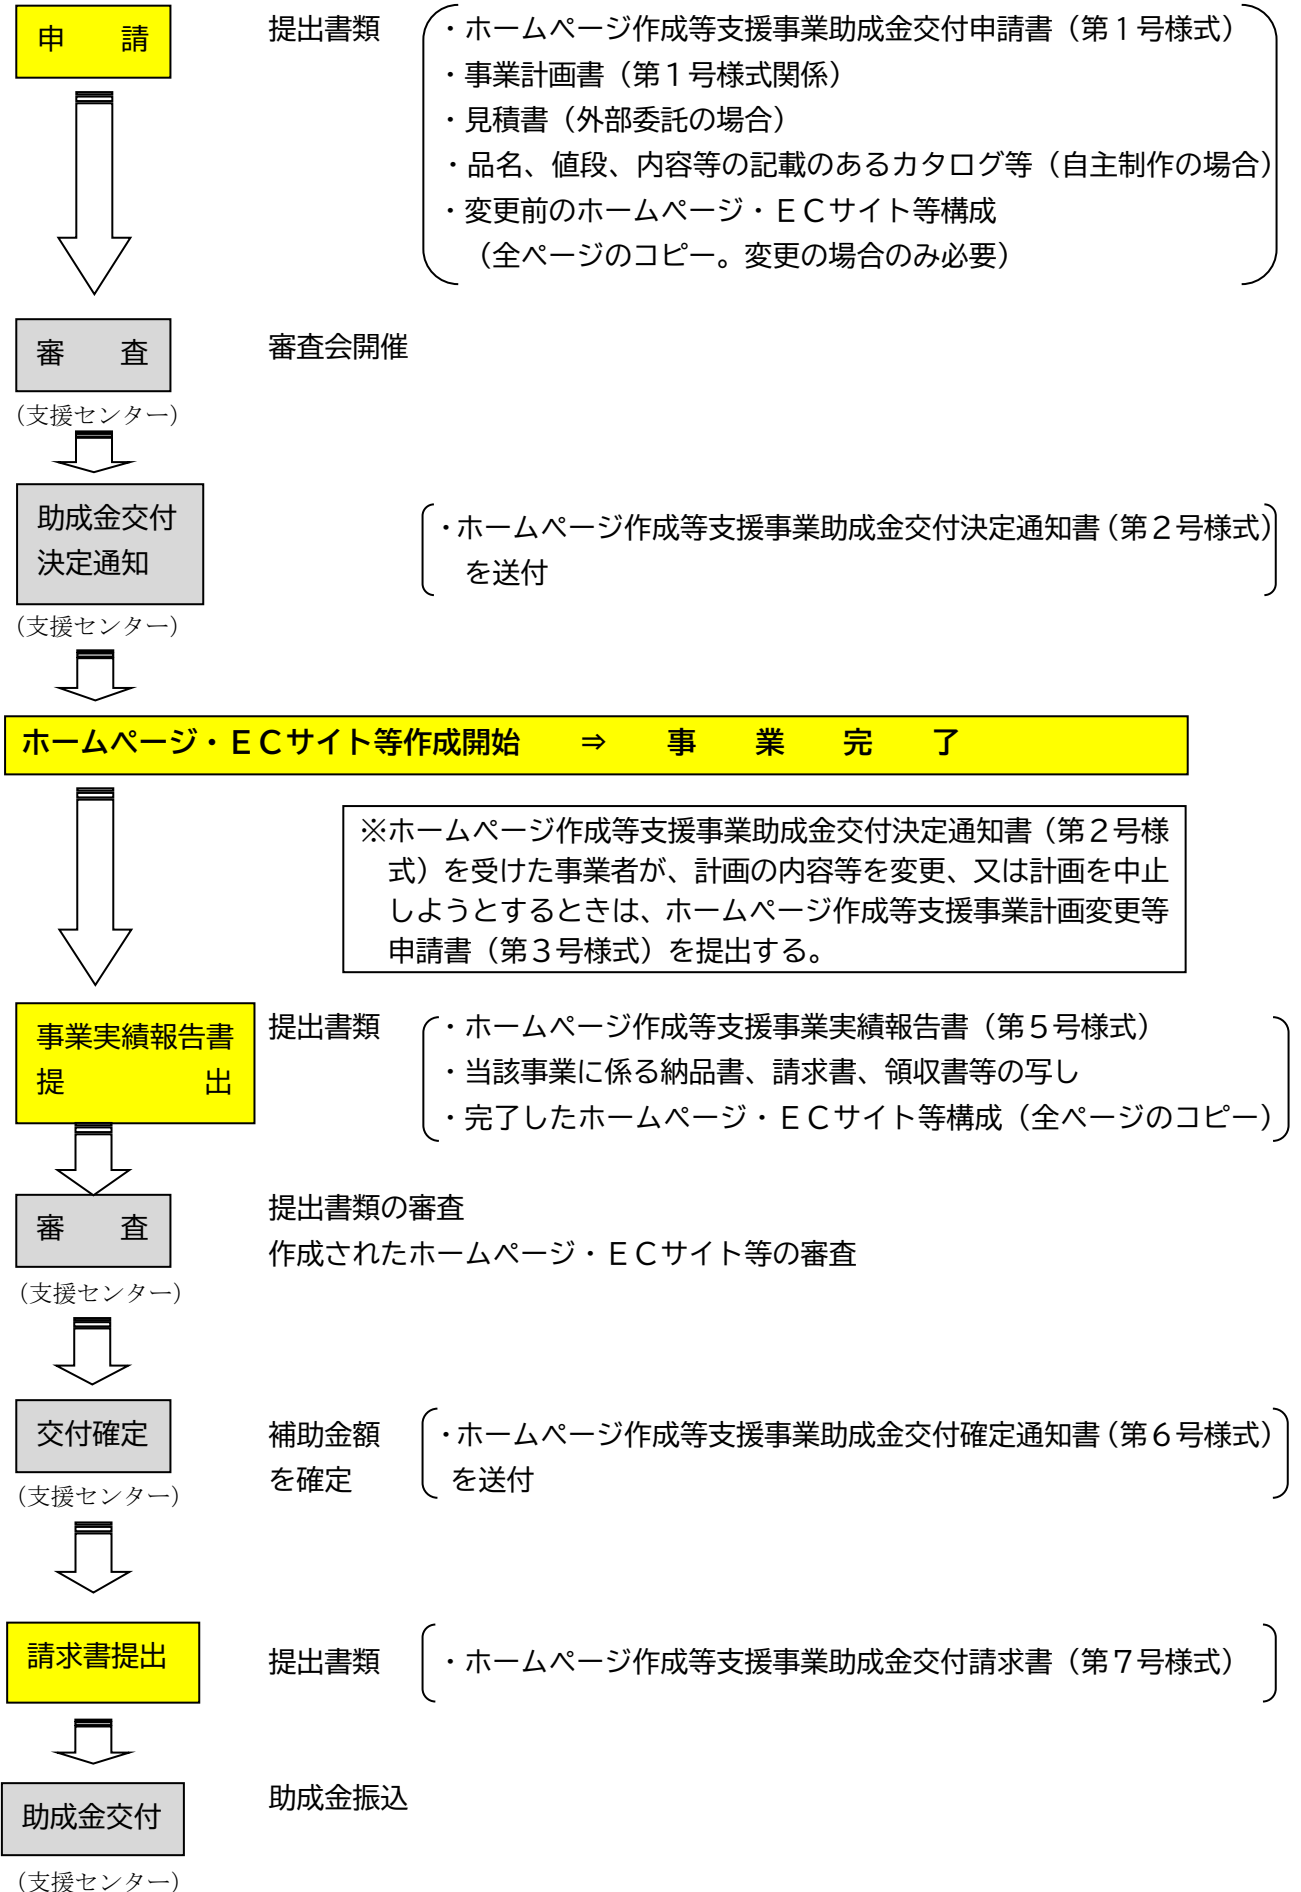 申　　請
提出書類
・ホームページ作成等支援事業助成金交付申請書（第１号様式）
・事業計画書（第１号様式関係）
・見積書（外部委託の場合）
・品名、値段、内容等の記載のあるカタログ等（自主制作の場合）
・変更前のホームページ・ＥＣサイト等構成
（全ページのコピー。変更の場合のみ必要）
審　　査
審査会開催
（支援センター）
助成金交付
決定通知
・ホームページ作成等支援事業助成金交付決定通知書（第２号様式）
を送付
（支援センター）
ホームページ・ＥＣサイト等作成開始　　⇒　　事　　業　　完　　了
※ホームページ作成等支援事業助成金交付決定通知書（第２号様
式）を受けた事業者が、計画の内容等を変更、又は計画を中止
しようとするときは、ホームページ作成等支援事業計画変更等
申請書（第３号様式）を提出する。
事業実績報告書
提　　　　　出
提出書類
・ホームページ作成等支援事業実績報告書（第５号様式）
・当該事業に係る納品書、請求書、領収書等の写し
・完了したホームページ・ＥＣサイト等構成（全ページのコピー）
審　　査
提出書類の審査
作成されたホームページ・ＥＣサイト等の審査
（支援センター）
交付確定
補助金額
を確定
・ホームページ作成等支援事業助成金交付確定通知書（第６号様式）
を送付
（支援センター）
請求書提出
提出書類
・ホームページ作成等支援事業助成金交付請求書（第７号様式）
助成金交付
助成金振込
（支援センター）